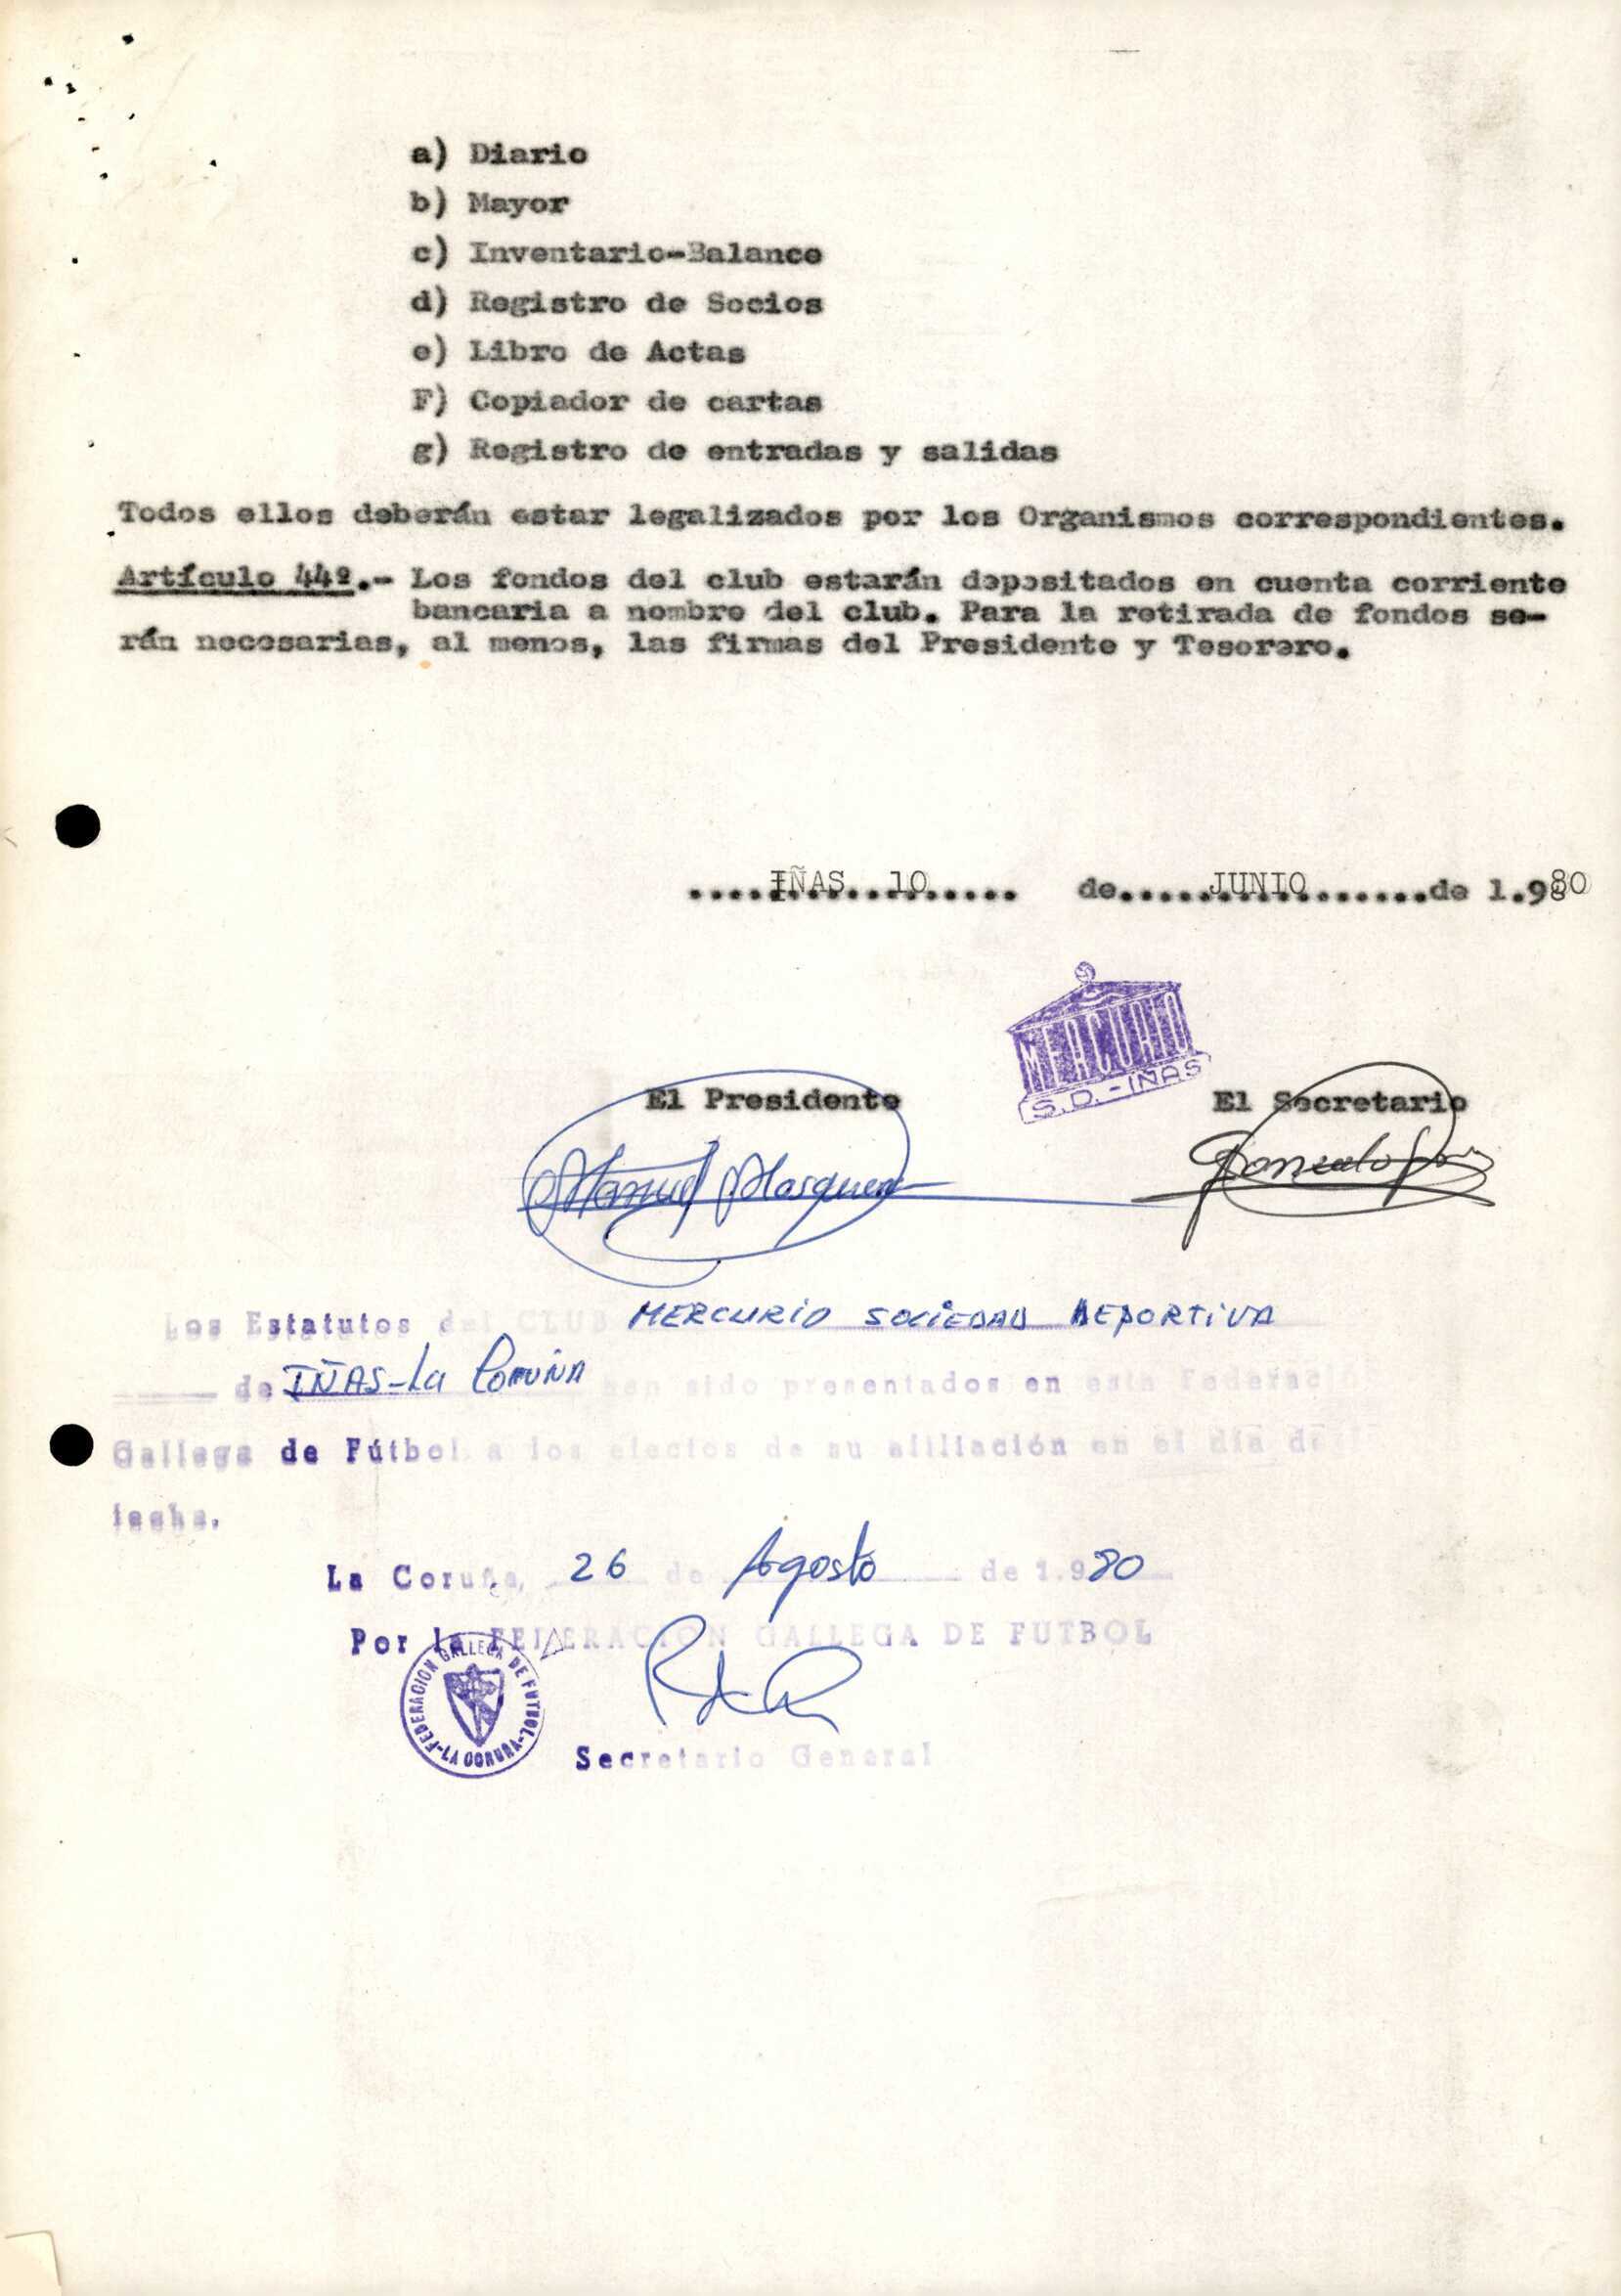 a) Diario
b) Mayor
c) Inventario-Balance
d) Registro de Socios
e) Libro de Actas
F) Copiador de cartas
g) Registro de entradas y salidas
Todos ellos deberán estar legalizados por los Organismos correspondientes.
Artículo 44º.- Los fondos del club estarán depositados en cuenta corriente
bancaria a nombre del club. Para la retirada de fondos se-
rán necesarias, al menos, las firmas del Presidente y Tesorero.
....IÑAS..10..... de.....JUNIO.......de 1.980
MERCURIO
S.D.-IÑAS
El Presidente El Secretario
Manuel Gonzalo
Los Estatutos del CLUB MERCURIO SOCIEDAD DEPORTIVA
de IÑAS-La CORUÑA han sido presentados en esta Federació
Gallega de Fútbol a los efectos de su afiliación en el día de l
fecha.
La Coruña, 26 de Agosto de 1.980
Por la FEDERACION GALLEGA DE FUTBOL
FEDERACION GALLEGA DE FUTBOL-LA CORUÑA-
Secretario General